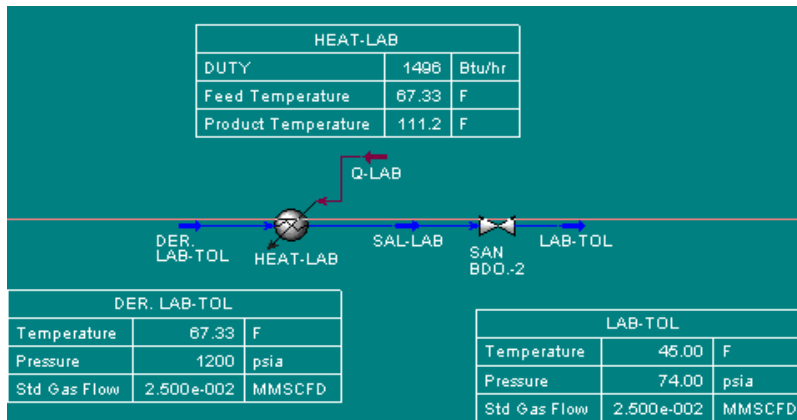 HEAT-LAB
DUTY 1496 Btu/hr
Feed Temperature 67.33 F
Product Temperature 111.2 F
Q-LAB
DER.
LAB-TOL
HEAT-LAB
SAL-LAB
SAN
BDO.-2
LAB-TOL
DER. LAB-TOL
Temperature 67.33 F
Pressure 1200 psia
Std Gas Flow 2.500e-002 MMSCFD
LAB-TOL
Temperature 45.00 F
Pressure 74.00 psia
Std Gas Flow 2.500e-002 MMSCFD